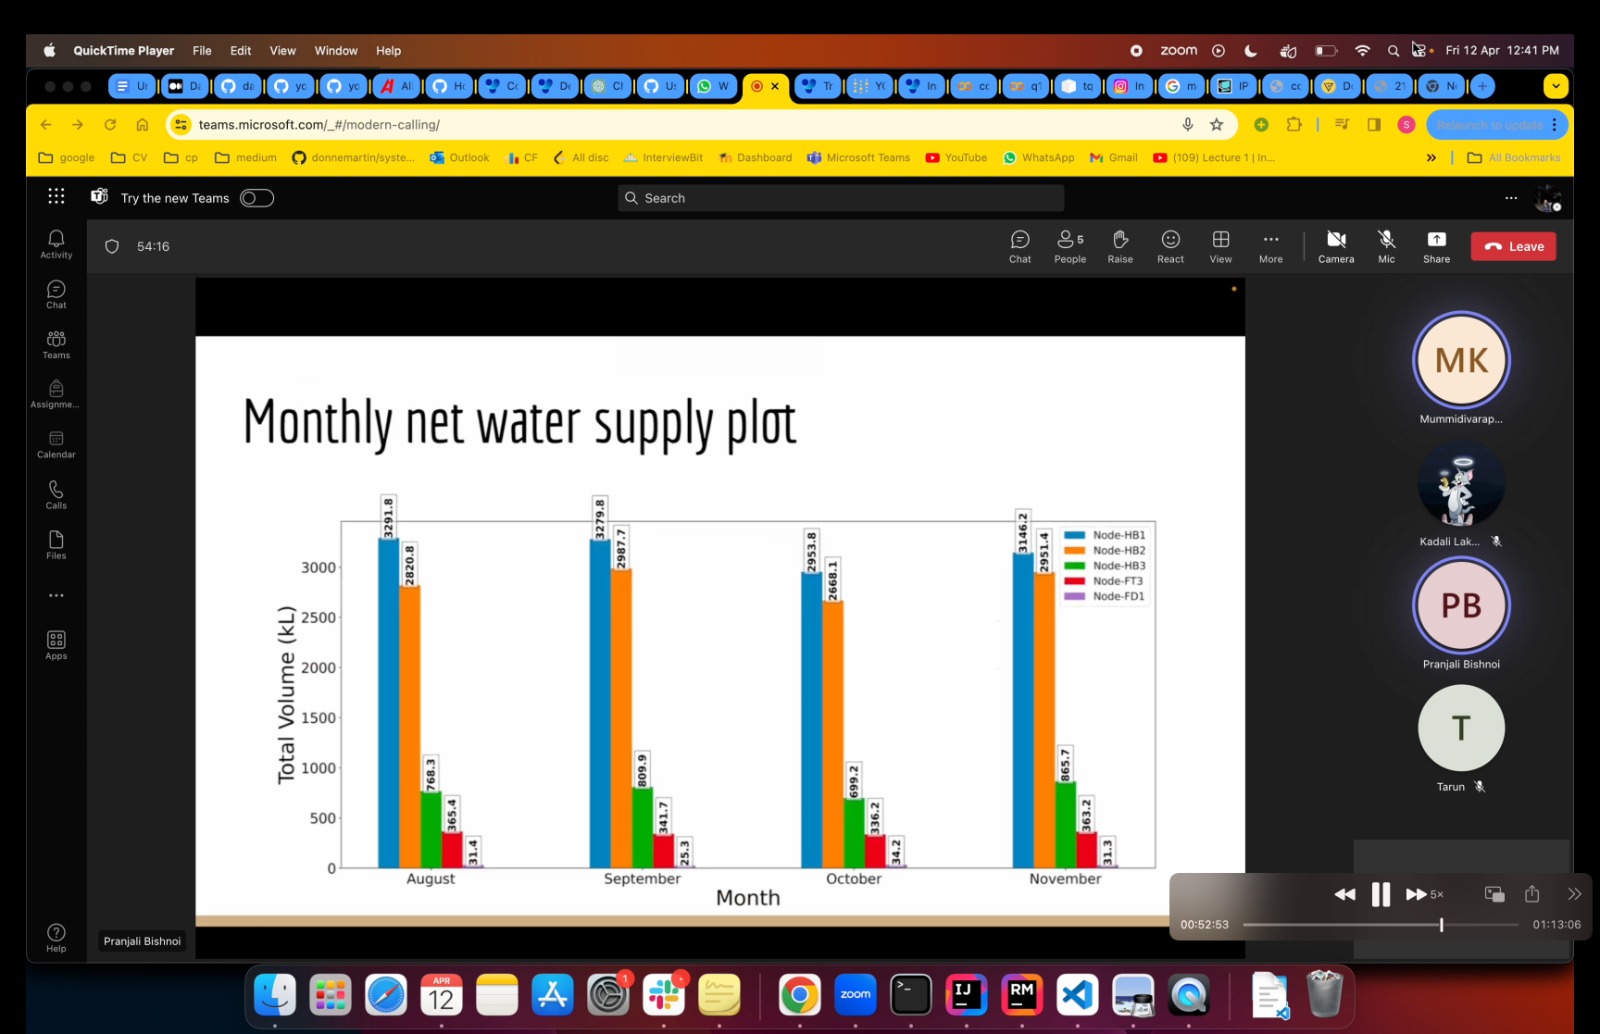 QuickTime Player File Edit View Window Help
zoom Fri 12 Apr 12:41 PM
teams.microsoft.com/_#/modern-calling/
S
Relaunch to update
google CV cp medium donnemartin/syste... Outlook CF All disc InterviewBit Dashboard Microsoft Teams YouTube WhatsApp Gmail (109) Lecture 1 | In... » All Bookmarks
Try the new Teams
Search
54:16
Chat
5
People
Raise
React
View
More
Camera
Mic
Share
Leave
Activity
Chat
Teams
Assignme...
Calendar
Calls
Files
Apps
Help
Monthly net water supply plot
Total Volume (kL)
3000
2500
2000
1500
1000
500
0
3291.8
2820.8
768.3
365.4
31.4
3279.8
2987.7
809.9
341.7
25.3
2953.8
2668.1
699.2
336.2
34.2
3146.2
2951.4
865.7
363.2
31.3
Node-HB1
Node-HB2
Node-HB3
Node-FT3
Node-FD1
August September October November
Month
Pranjali Bishnoi
MK
Mummidivarap...
Kadali Lak...
PB
Pranjali Bishnoi
T
Tarun
5×
00:52:53
01:13:06
APR
12
1
zoom
IJ
RM